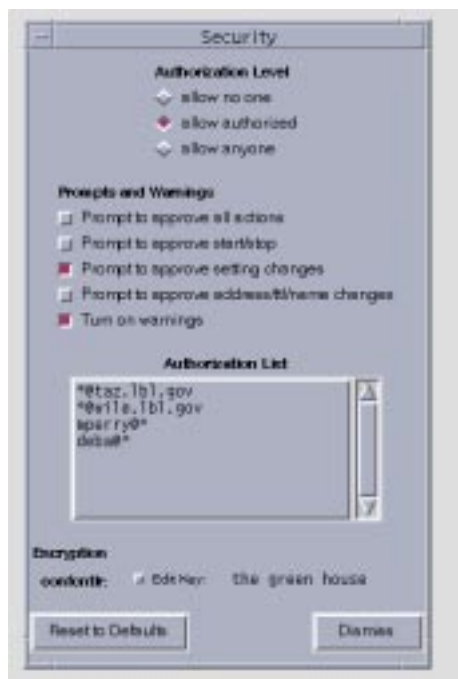 Security
Authorization Level
allow no one
allow authorized
allow anyone
Prompts and Warnings
Prompt to approve all actions
Prompt to approve start/stop
Prompt to approve setting changes
Prompt to approve address/ttl/name changes
Turn on warnings
Authorization List
*@taz.lbl.gov
*@wile.lbl.gov
mperry@*
deba@*
Encryption
Edit Key: the green house
Reset to Defaults Dismiss